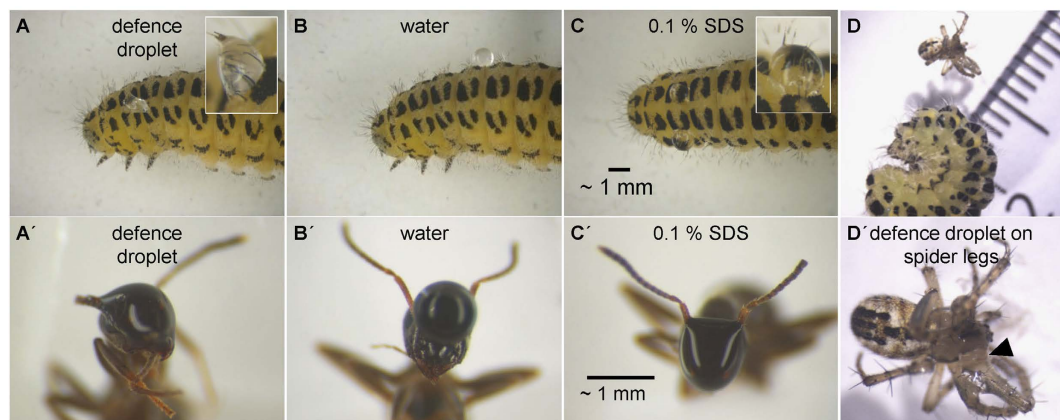 A
defence
droplet
B
water
C
0.1 % SDS
~ 1 mm
D
A´
defence
droplet
B´
water
C´
0.1 % SDS
~ 1 mm
D´ defence droplet on
spider legs